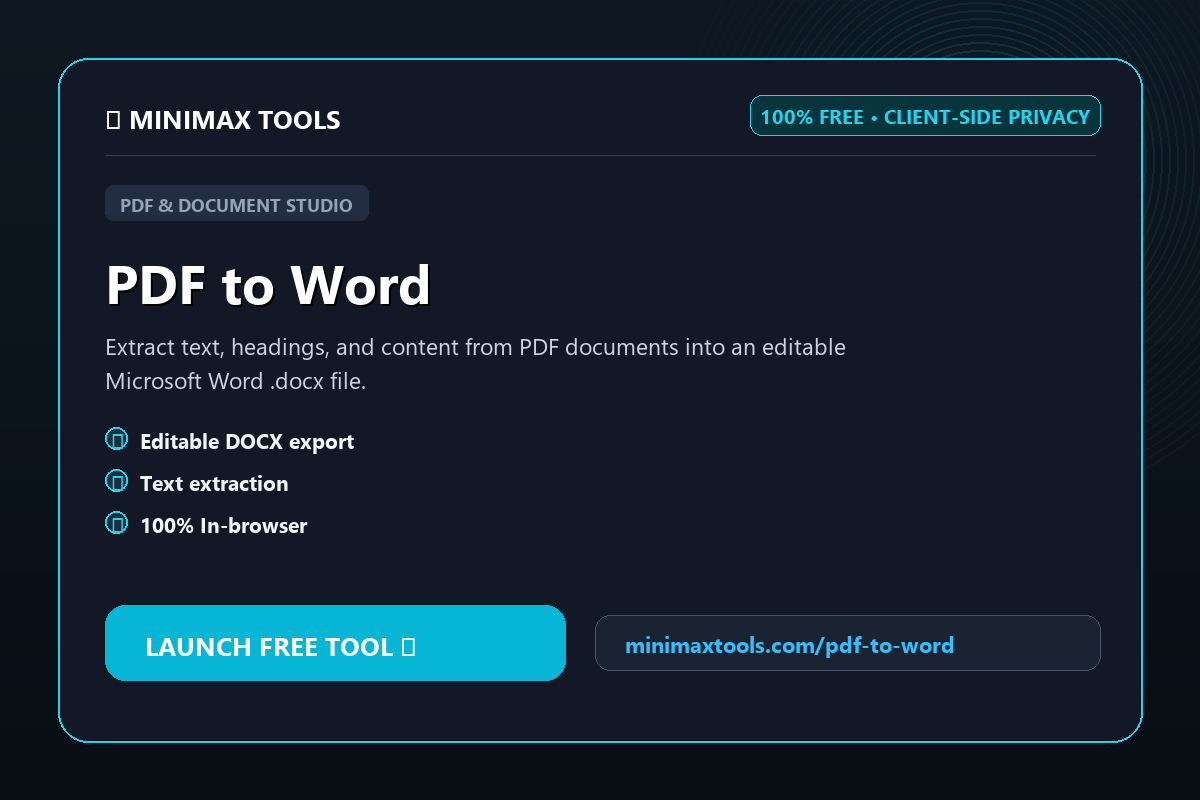 MINIMAX TOOLS
100% FREE • CLIENT-SIDE PRIVACY
PDF & DOCUMENT STUDIO
PDF to Word
Extract text, headings, and content from PDF documents into an editable
Microsoft Word .docx file.
Editable DOCX export
Text extraction
100% In-browser
LAUNCH FREE TOOL
minimaxtools.com/pdf-to-word